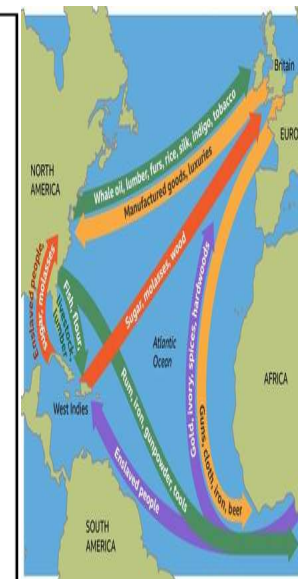 Britain
EURO
NORTH
AMERICA
Whale oil, lumber, furs, rice, silk, indigo, tobacco
Manufactured goods, luxuries
Enslaved people
Sugar, molasses
Fish, flour,
livestock,
lumber
Sugar, molasses, wood
Atlantic
Ocean
Gold, ivory, spices, hardwoods
AFRICA
West Indies
Rum, iron, gunpowder, tools
Guns, cloth, iron, beer
Enslaved people
SOUTH
AMERICA